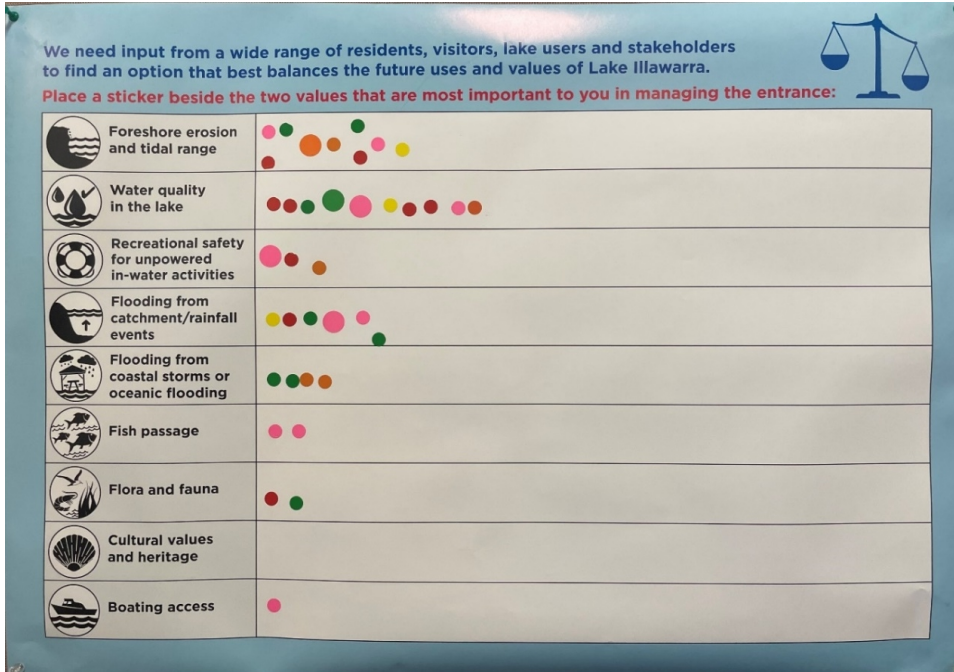 We need input from a wide range of residents, visitors, lake users and stakeholders
to find an option that best balances the future uses and values of Lake Illawarra.
Place a sticker beside the two values that are most important to you in managing the entrance:
Foreshore erosion
and tidal range
Water quality
in the lake
Recreational safety
for unpowered
in-water activities
Flooding from
catchment/rainfall
events
Flooding from
coastal storms or
oceanic flooding
Fish passage
Flora and fauna
Cultural values
and heritage
Boating access